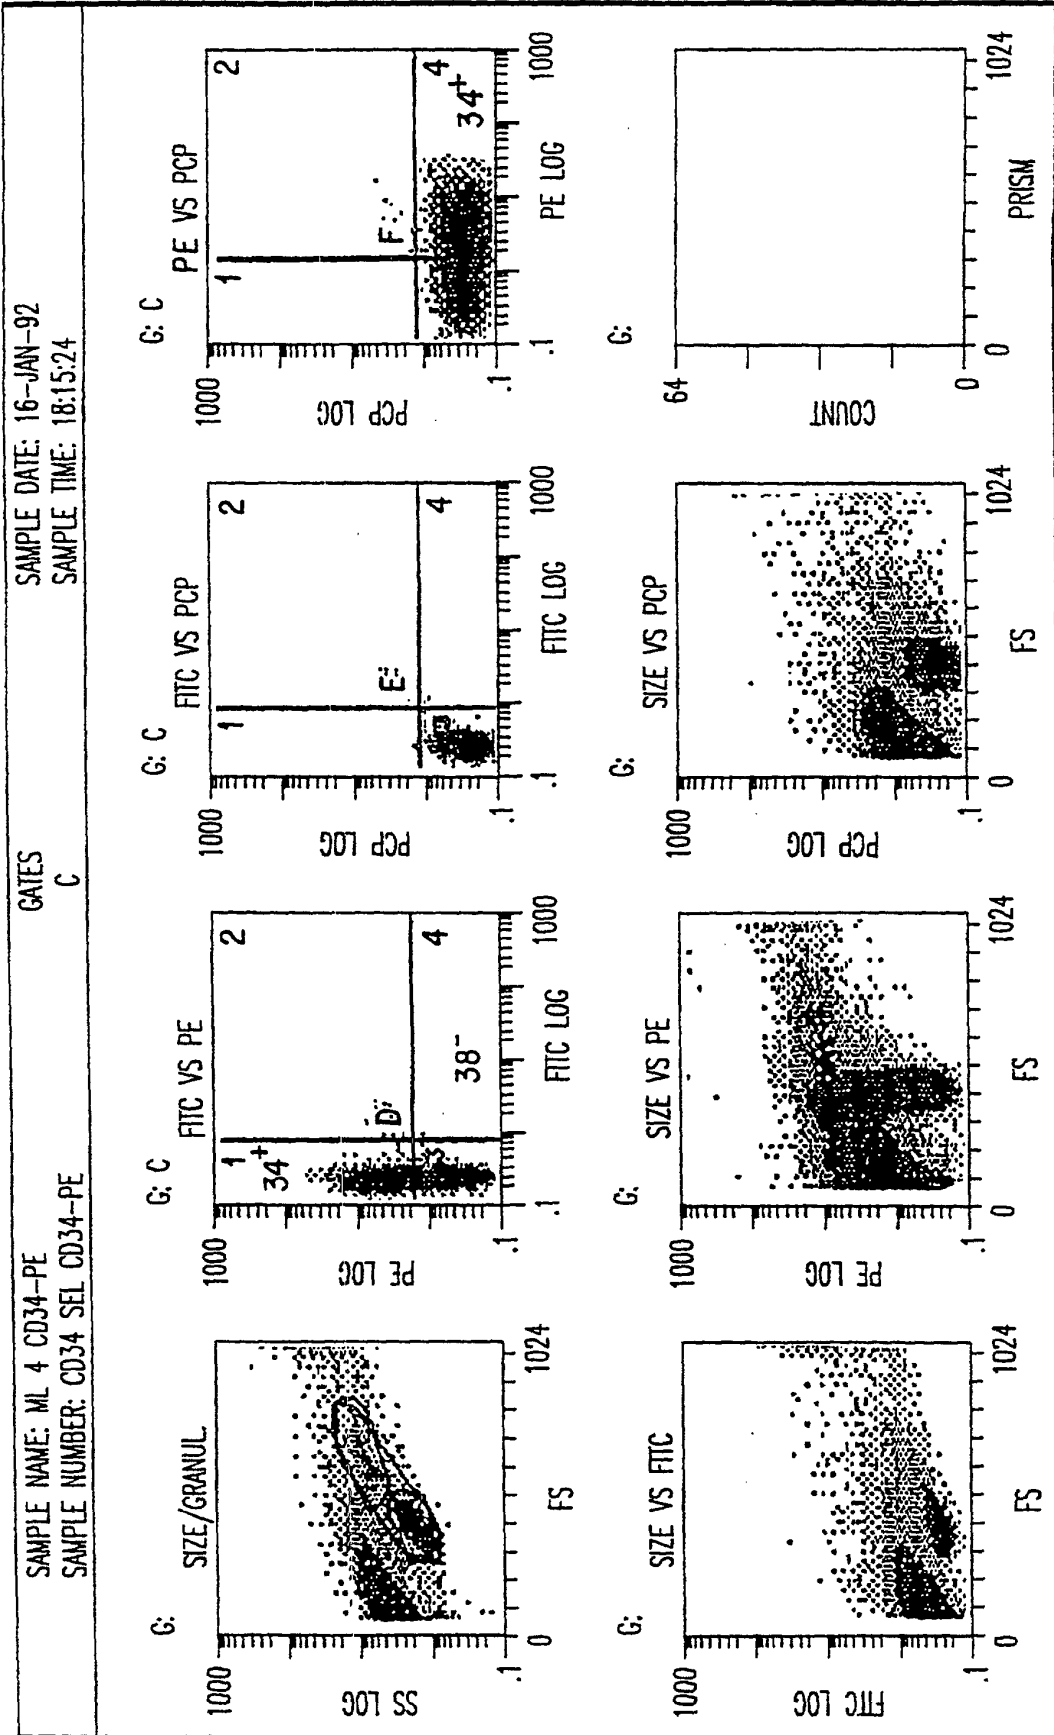 SAMPLE NAME: ML 4 CD34-PE
SAMPLE NUMBER: CD34 SEL CD34-PE
GATES
C
SAMPLE DATE: 16-JAN-92
SAMPLE TIME: 18:15:24
G:
SIZE/GRANUL.
SS LOG
1000
.1
0
1024
FS
G: C
FITC VS PE
PE LOG
1000
.1
1000
FITC LOG
1
34+
2
D
3
4
38-
G: C
FITC VS PCP
PCP LOG
1000
.1
1000
FITC LOG
1
2
E
3
4
G: C
PE VS PCP
PCP LOG
1000
.1
1000
PE LOG
1
2
F
4
34+
G:
SIZE VS FITC
FITC LOG
1000
.1
0
1024
FS
G:
SIZE VS PE
PE LOG
1000
.1
0
1024
FS
G:
SIZE VS PCP
PCP LOG
1000
.1
0
1024
FS
G:
COUNT
64
0
0
1024
PRISM